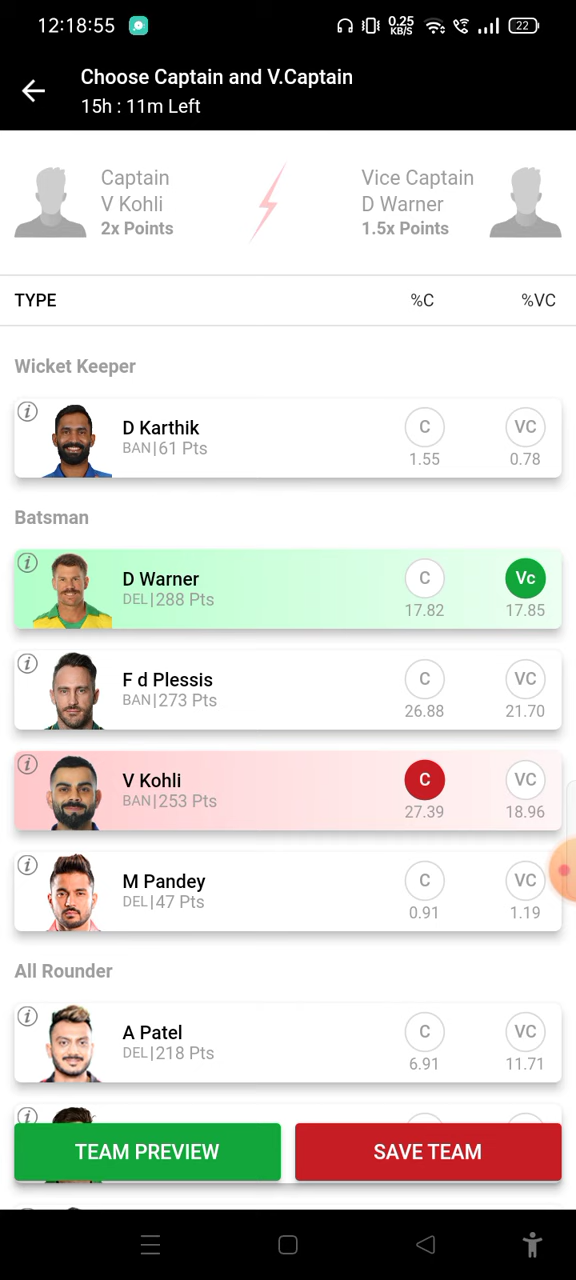 12:18:55
0.25
KB/S
22
Choose Captain and V.Captain
15h : 11m Left
Captain
V Kohli
2x Points
Vice Captain
D Warner
1.5x Points
TYPE %C %VC
Wicket Keeper
i
D Karthik C VC
BAN|61 Pts 1.55 0.78
Batsman
i
D Warner C Vc
DEL|288 Pts 17.82 17.85
i
F d Plessis C VC
BAN|273 Pts 26.88 21.70
i
V Kohli C VC
BAN|253 Pts 27.39 18.96
i
M Pandey C VC
DEL|47 Pts 0.91 1.19
All Rounder
i
A Patel C VC
DEL|218 Pts 6.91 11.71
i
TEAM PREVIEW SAVE TEAM